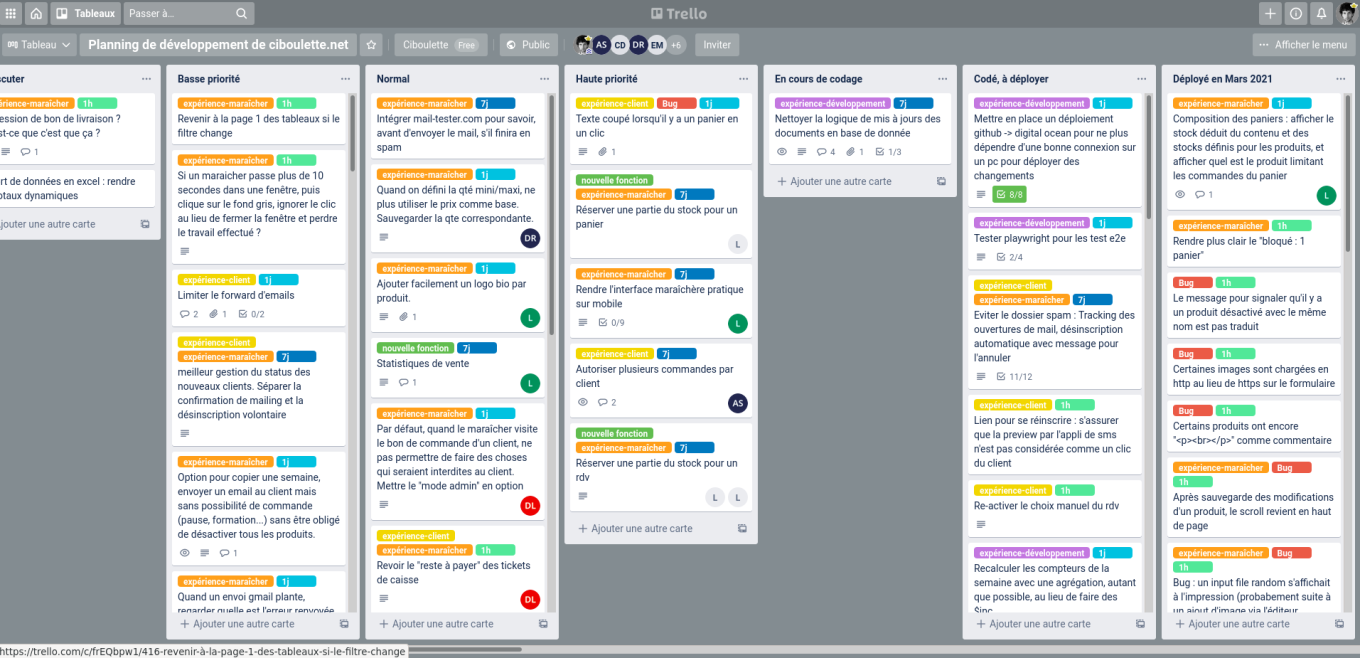 Tableaux
Passer à...
Trello
Tableau
Planning de développement de ciboulette.net
Ciboulette Free
Public
AS CD DR EM +6
Inviter
Afficher le menu
cuter
rience-maraîcher 1h
ession de bon de livraison ?
st-ce que c'est que ça ?
1
rt de données en excel : rendre
otaux dynamiques
jouter une autre carte
Basse priorité
expérience-maraîcher 1h
Revenir à la page 1 des tableaux si le
filtre change
expérience-maraîcher 1h
Si un maraicher passe plus de 10
secondes dans une fenêtre, puis
clique sur le fond gris, ignorer le clic
au lieu de fermer la fenêtre et perdre
le travail effectué ?
expérience-client 1j
Limiter le forward d'emails
2 1 0/2
expérience-client
expérience-maraîcher 7j
meilleur gestion du status des
nouveaux clients. Séparer la
confirmation de mailing et la
désinscription volontaire
expérience-maraîcher 1j
Option pour copier une semaine,
envoyer un email au client mais
sans possibilité de commande
(pause, formation...) sans être obligé
de désactiver tous les produits.
1
expérience-maraîcher 1j
Quand un envoi gmail plante,
regarder quelle est l'erreur renvoyée
Ajouter une autre carte
Normal
expérience-maraîcher 7j
Intégrer mail-tester.com pour savoir,
avant d'envoyer le mail, s'il finira en
spam
expérience-maraîcher 1j
Quand on défini la qté mini/maxi, ne
plus utiliser le prix comme base.
Sauvegarder la qte correspondante.
DR
expérience-maraîcher 1j
Ajouter facilement un logo bio par
produit.
1 L
nouvelle fonction 7j
Statistiques de vente
1 L
expérience-maraîcher 1j
Par défaut, quand le maraîcher visite
le bon de commande d'un client, ne
pas permettre de faire des choses
qui seraient interdites au client.
Mettre le "mode admin" en option
DL
expérience-client
expérience-maraîcher 1h
Revoir le "reste à payer" des tickets
de caisse
DL
Ajouter une autre carte
Haute priorité
expérience-client Bug 1j
Texte coupé lorsqu'il y a un panier en
un clic
1
nouvelle fonction
expérience-maraîcher 7j
Réserver une partie du stock pour un
panier
L
expérience-maraîcher 7j
Rendre l'interface maraîchère pratique
sur mobile
0/9 L
expérience-client 7j
Autoriser plusieurs commandes par
client
2 AS
nouvelle fonction
expérience-maraîcher 7j
Réserver une partie du stock pour un
rdv
L L
Ajouter une autre carte
En cours de codage
expérience-développement 7j
Nettoyer la logique de mis à jours des
documents en base de donnée
4 1 1/3
Ajouter une autre carte
Codé, à déployer
expérience-développement 1j
Mettre en place un déploiement
github -> digital ocean pour ne plus
dépendre d'une bonne connexion sur
un pc pour déployer des
changements
8/8
expérience-développement 1j
Tester playwright pour les test e2e
2/4
expérience-client
expérience-maraîcher 7j
Eviter le dossier spam : Tracking des
ouvertures de mail, désinscription
automatique avec message pour
l'annuler
11/12
expérience-client 1h
Lien pour se réinscrire : s'assurer
que la preview par l'appli de sms
n'est pas considérée comme un clic
du client
expérience-client 1h
Re-activer le choix manuel du rdv
expérience-développement 1j
Recalculer les compteurs de la
semaine avec une agrégation, autant
que possible, au lieu de faire des
$inc
Ajouter une autre carte
Déployé en Mars 2021
expérience-maraîcher 1j
Composition des paniers : afficher le
stock déduit du contenu et des
stocks définis pour les produits, et
afficher quel est le produit limitant
les commandes du panier
1 L
expérience-maraîcher 1h
Rendre plus clair le "bloqué : 1
panier"
Bug 1h
Le message pour signaler qu'il y a
un produit désactivé avec le même
nom est pas traduit
Bug 1h
Certaines images sont chargées en
http au lieu de https sur le formulaire
Bug 1h
Certains produits ont encore
"<p><br></p>" comme commentaire
expérience-maraîcher Bug
1h
Après sauvegarde des modifications
d'un produit, le scroll revient en haut
de page
expérience-maraîcher Bug
1h
Bug : un input file random s'affichait
à l'impression (probabement suite à
un ajout d'image via l'éditeur
Ajouter une autre carte
https://trello.com/c/frEQbpw1/416-revenir-à-la-page-1-des-tableaux-si-le-filtre-change